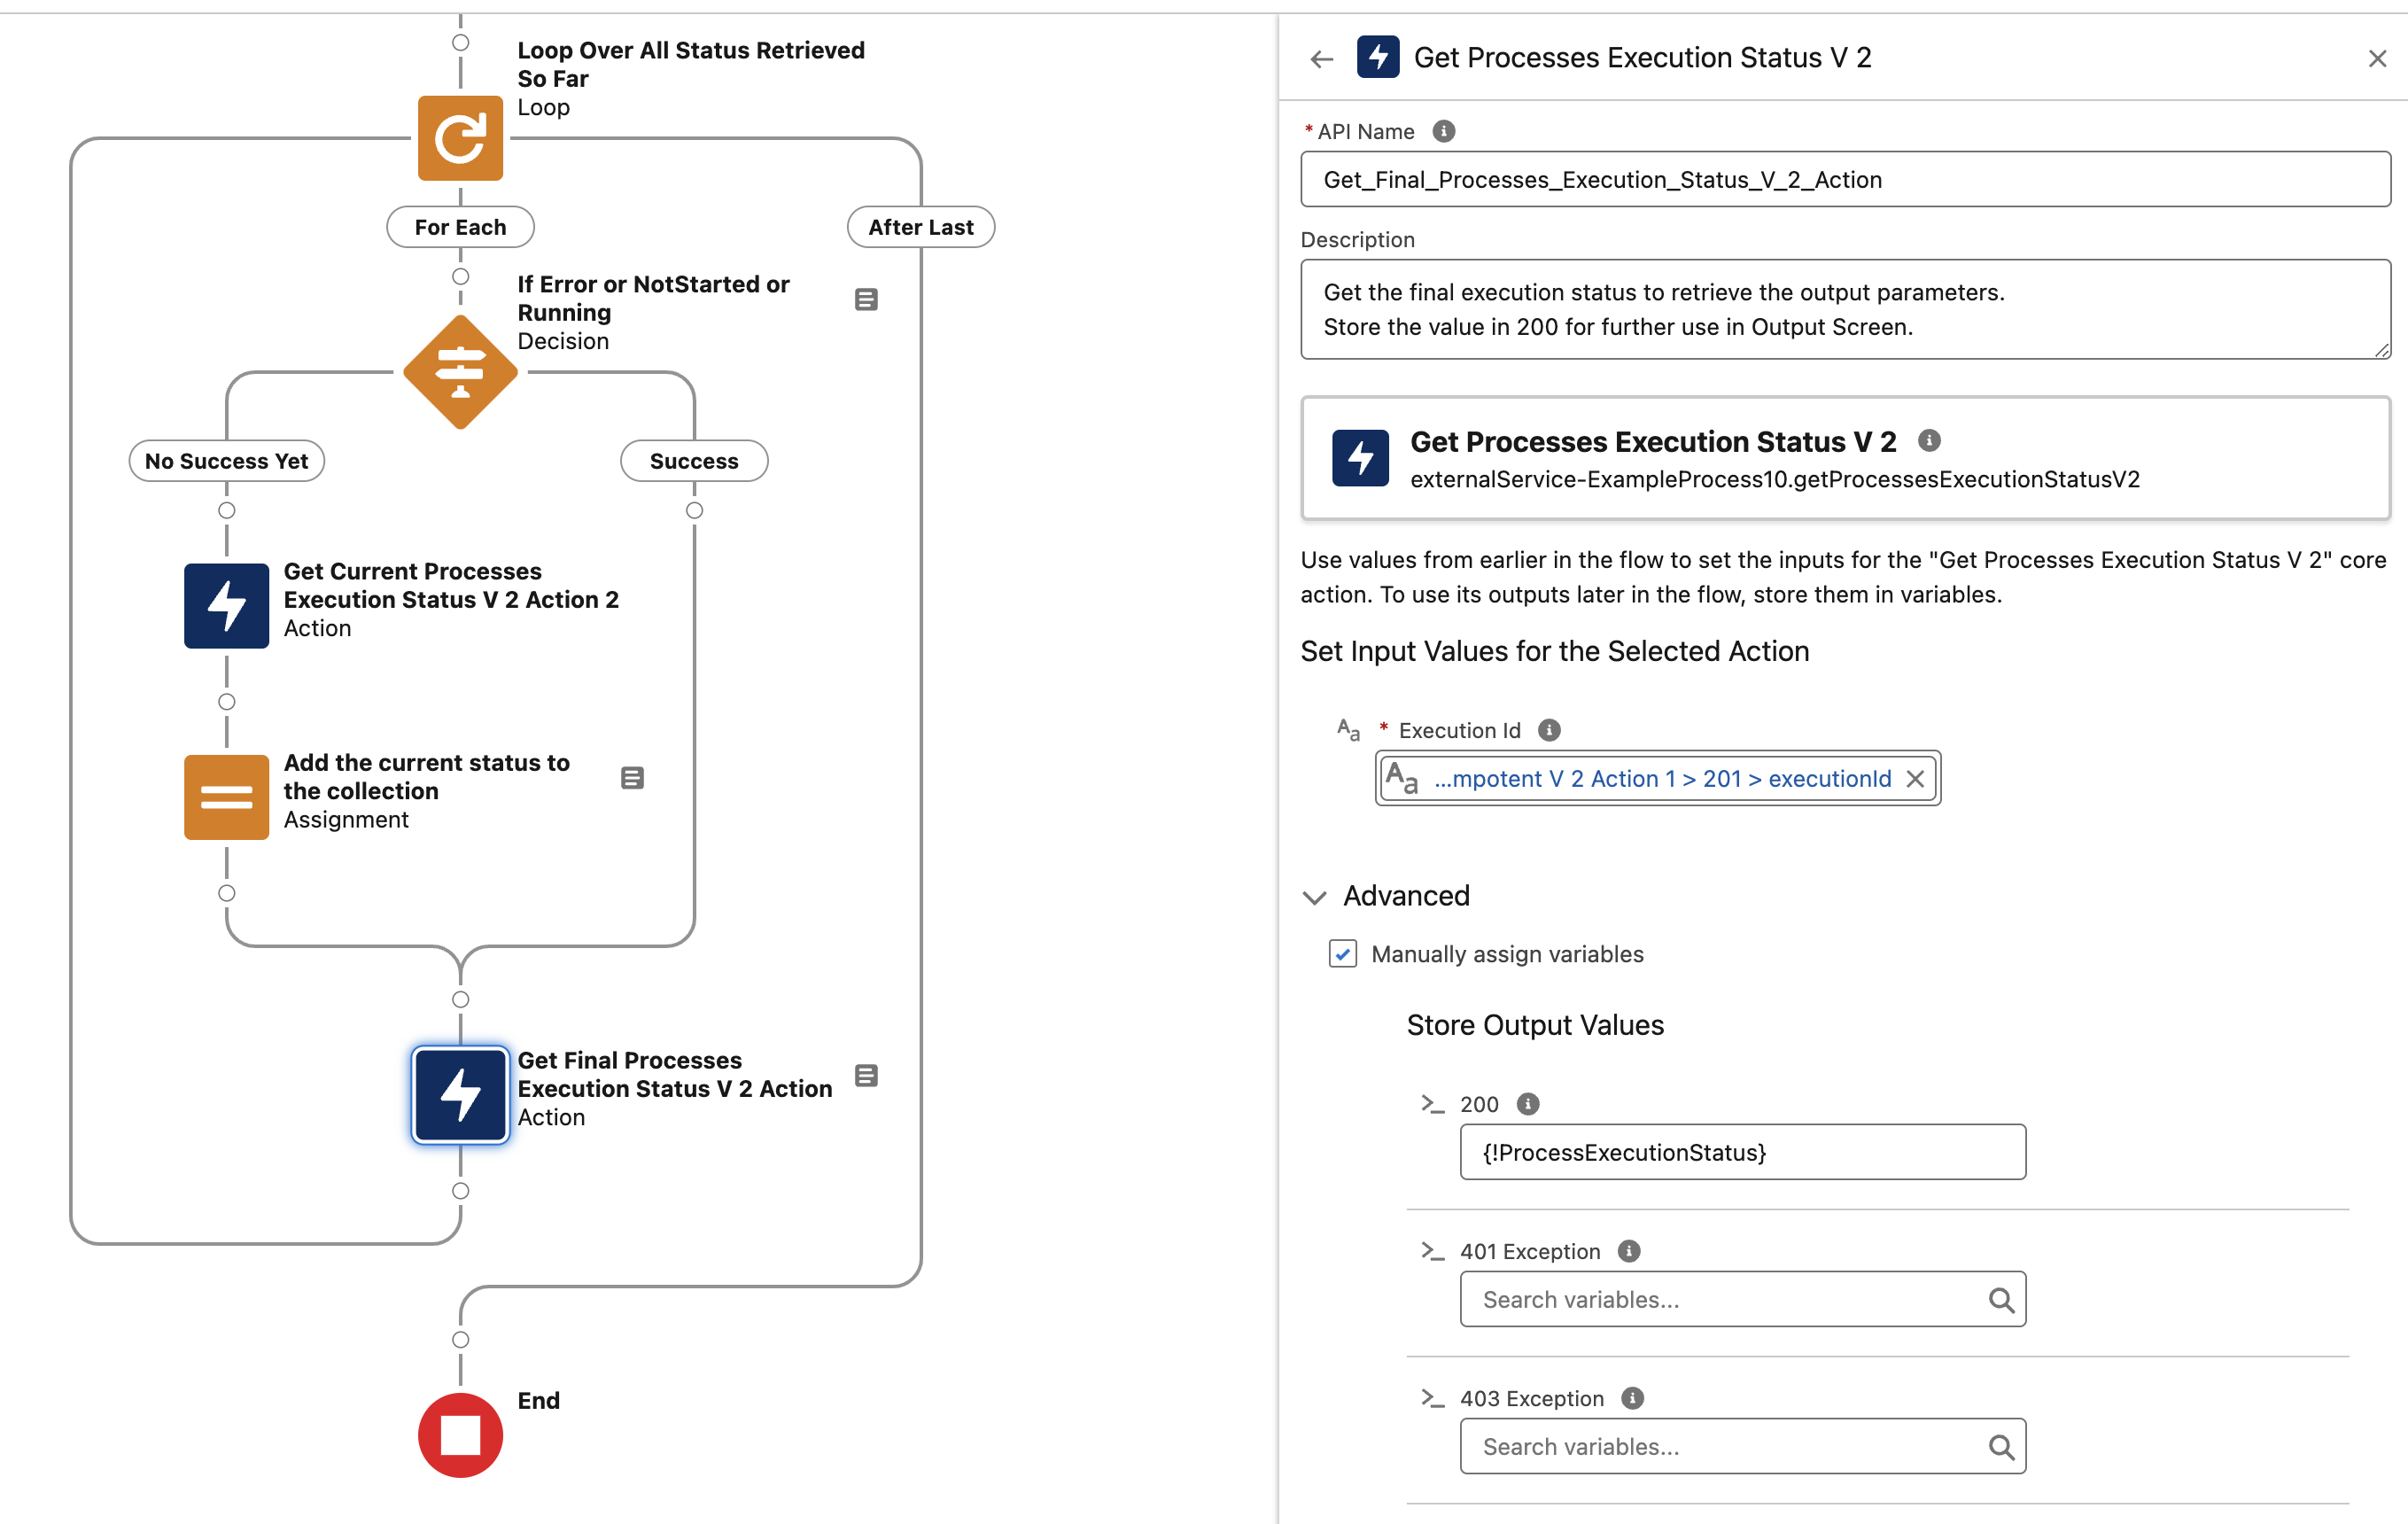 Loop Over All Status Retrieved
So Far
Loop
For Each
After Last
If Error or NotStarted or
Running
Decision
No Success Yet
Success
Get Current Processes
Execution Status V 2 Action 2
Action
Add the current status to
the collection
Assignment
Get Final Processes
Execution Status V 2 Action
Action
End
Get Processes Execution Status V 2
* API Name
Get_Final_Processes_Execution_Status_V_2_Action
Description
Get the final execution status to retrieve the output parameters.
Store the value in 200 for further use in Output Screen.
Get Processes Execution Status V 2
externalService-ExampleProcess10.getProcessesExecutionStatusV2
Use values from earlier in the flow to set the inputs for the "Get Processes Execution Status V 2" core
action. To use its outputs later in the flow, store them in variables.
Set Input Values for the Selected Action
Aa * Execution Id
Aa ...mpotent V 2 Action 1 > 201 > executionId
Advanced
Manually assign variables
Store Output Values
200
{!ProcessExecutionStatus}
401 Exception
Search variables...
403 Exception
Search variables...